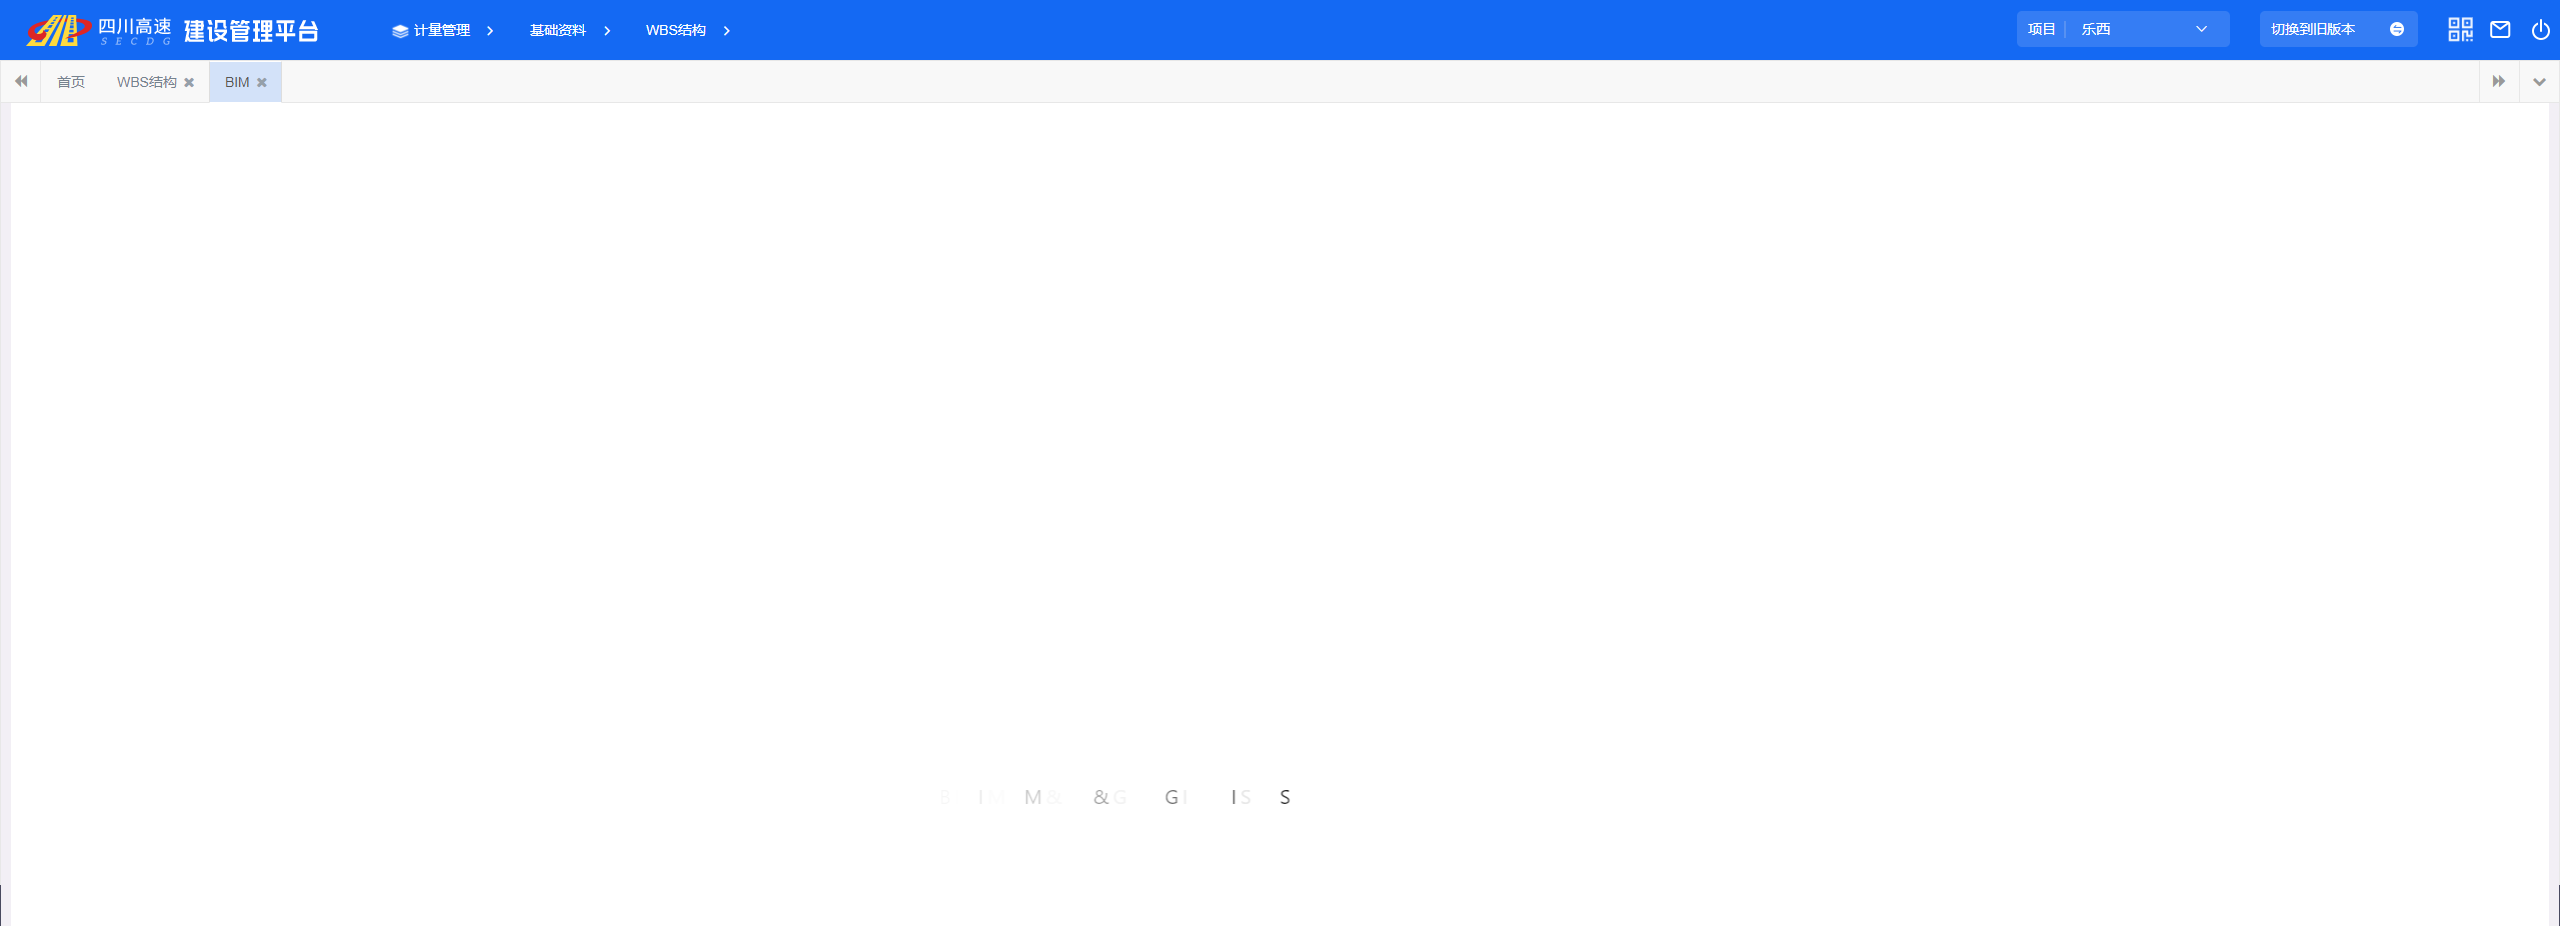 四川高速 建设管理平台 计量管理 基础资料 WBS结构 项目 乐西 切换到旧版本
SECDG
首页 WBS结构 BIM
B I M M & & G G I I S S